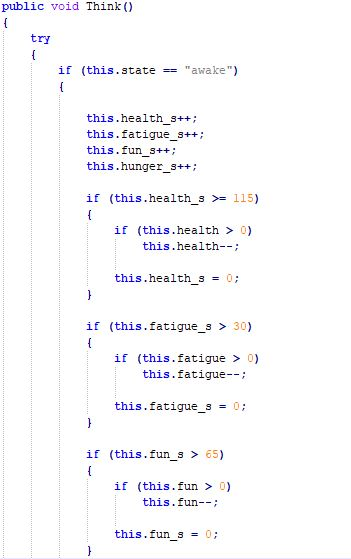 public void Think()
{
try
{
if (this.state == "awake")
{
this.health_s++;
this.fatigue_s++;
this.fun_s++;
this.hunger_s++;
if (this.health_s >= 115)
{
if (this.health > 0)
this.health--;
this.health_s = 0;
}
if (this.fatigue_s > 30)
{
if (this.fatigue > 0)
this.fatigue--;
this.fatigue_s = 0;
}
if (this.fun_s > 65)
{
if (this.fun > 0)
this.fun--;
this.fun_s = 0;
}